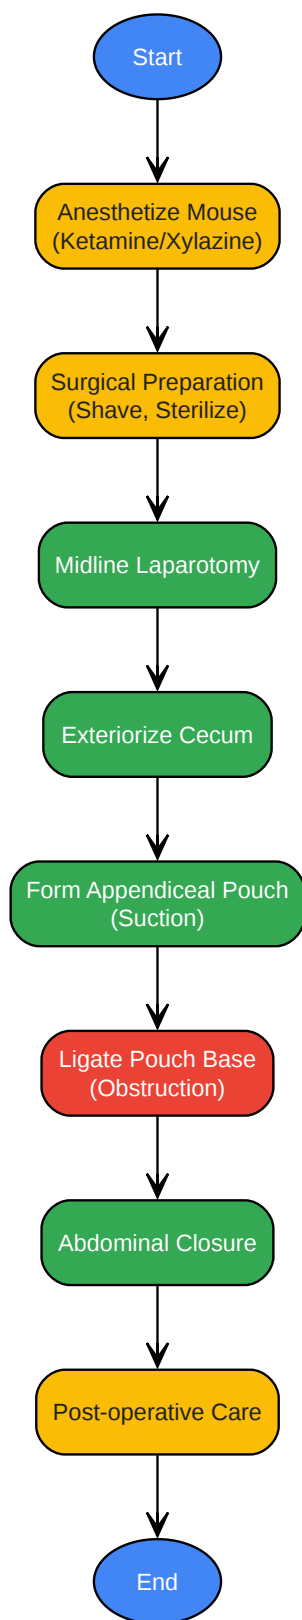 Start
Anesthetize Mouse
(Ketamine/Xylazine)
Surgical Preparation
(Shave, Sterilize)
Midline Laparotomy
Exteriorize Cecum
Form Appendiceal Pouch
(Suction)
Ligate Pouch Base
(Obstruction)
Abdominal Closure
Post-operative Care
End